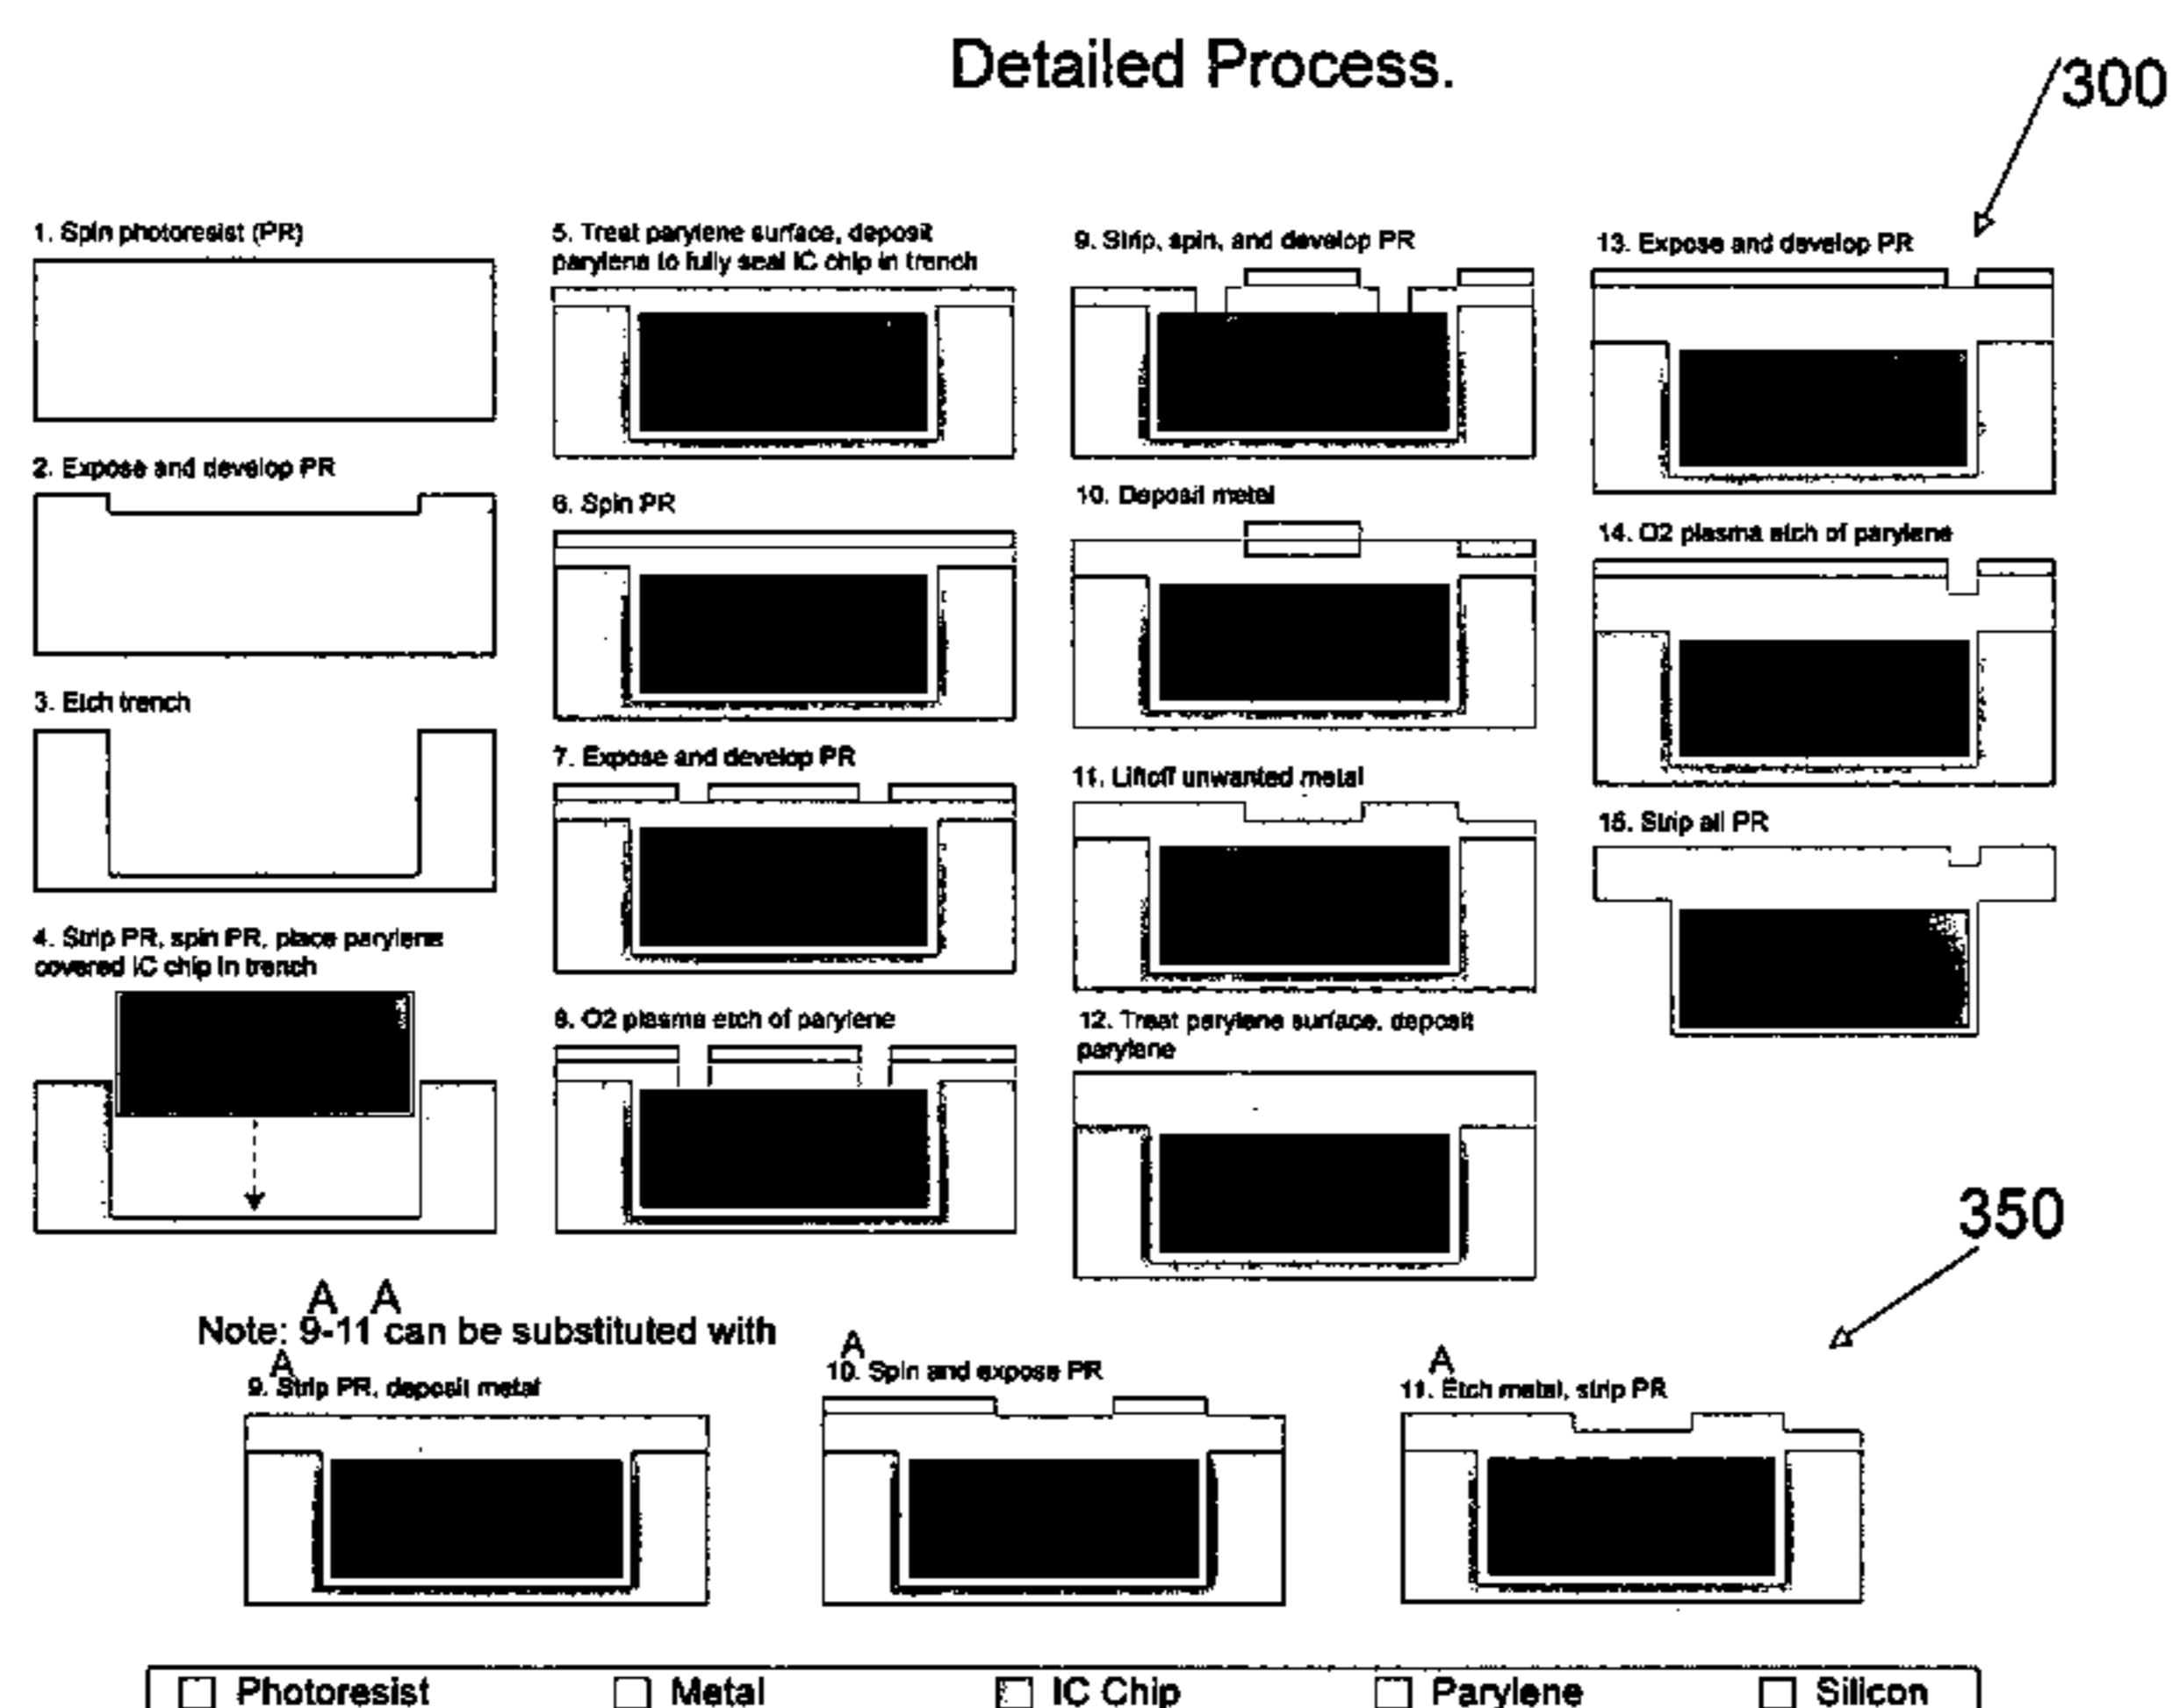 Detailed Process.
300
1. Spin photoresist (PR)
2. Expose and develop PR
3. Etch trench
4. Strip PR, spin PR, place parylene
covered IC chip in trench
5. Treat parylene surface, deposit
parylene to fully seal IC chip in trench
6. Spin PR
7. Expose and develop PR
8. O2 plasma etch of parylene
9. Strip, spin, and develop PR
10. Deposit metal
11. Liftoff unwanted metal
12. Treat parylene surface, deposit
parylene
13. Expose and develop PR
14. O2 plasma etch of parylene
15. Strip all PR
350
A A
Note: 9-11 can be substituted with
A
9. Strip PR, deposit metal
A
10. Spin and expose PR
A
11. Etch metal, strip PR
Photoresist Metal IC Chip Parylene Silicon